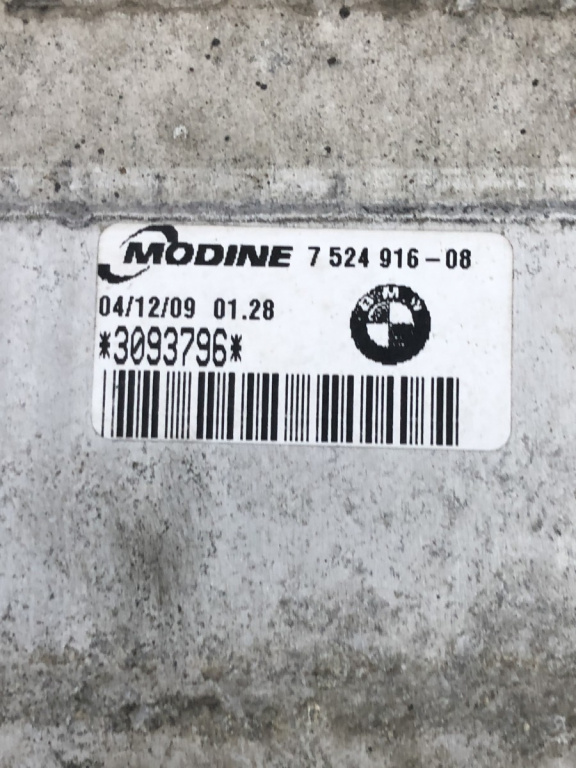 MODINE 7 524 916-08
04/12/09 01.28
BMW
*3093796*